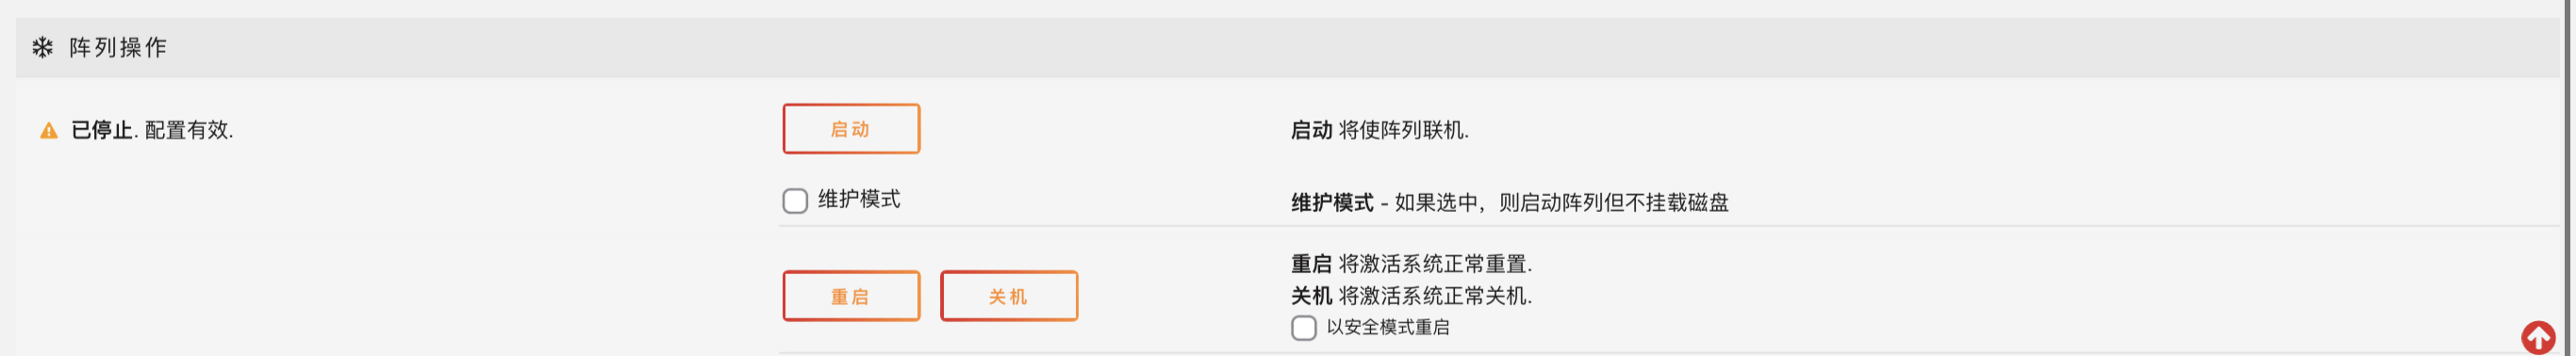 阵列操作
已停止. 配置有效.
启动
启动 将使阵列联机.
维护模式
维护模式 - 如果选中，则启动阵列但不挂载磁盘
重启
关机
重启 将激活系统正常重置.
关机 将激活系统正常关机.
以安全模式重启